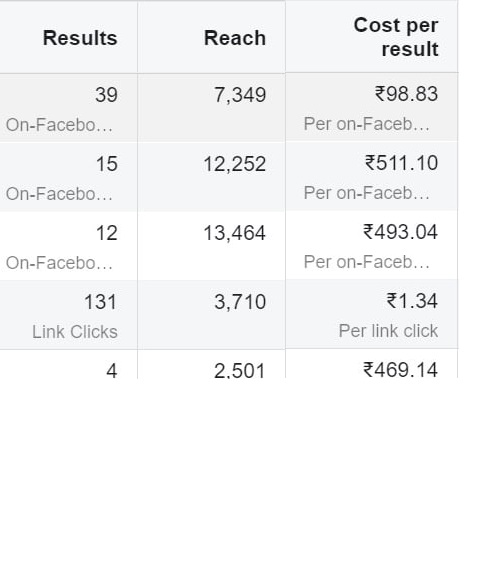 Results Reach Cost per result
39 7,349 ₹98.83
On-Facebo... Per on-Faceb...
15 12,252 ₹511.10
On-Facebo... Per on-Faceb...
12 13,464 ₹493.04
On-Facebo... Per on-Faceb...
131 3,710 ₹1.34
Link Clicks Per link click
4 2,501 ₹469.14